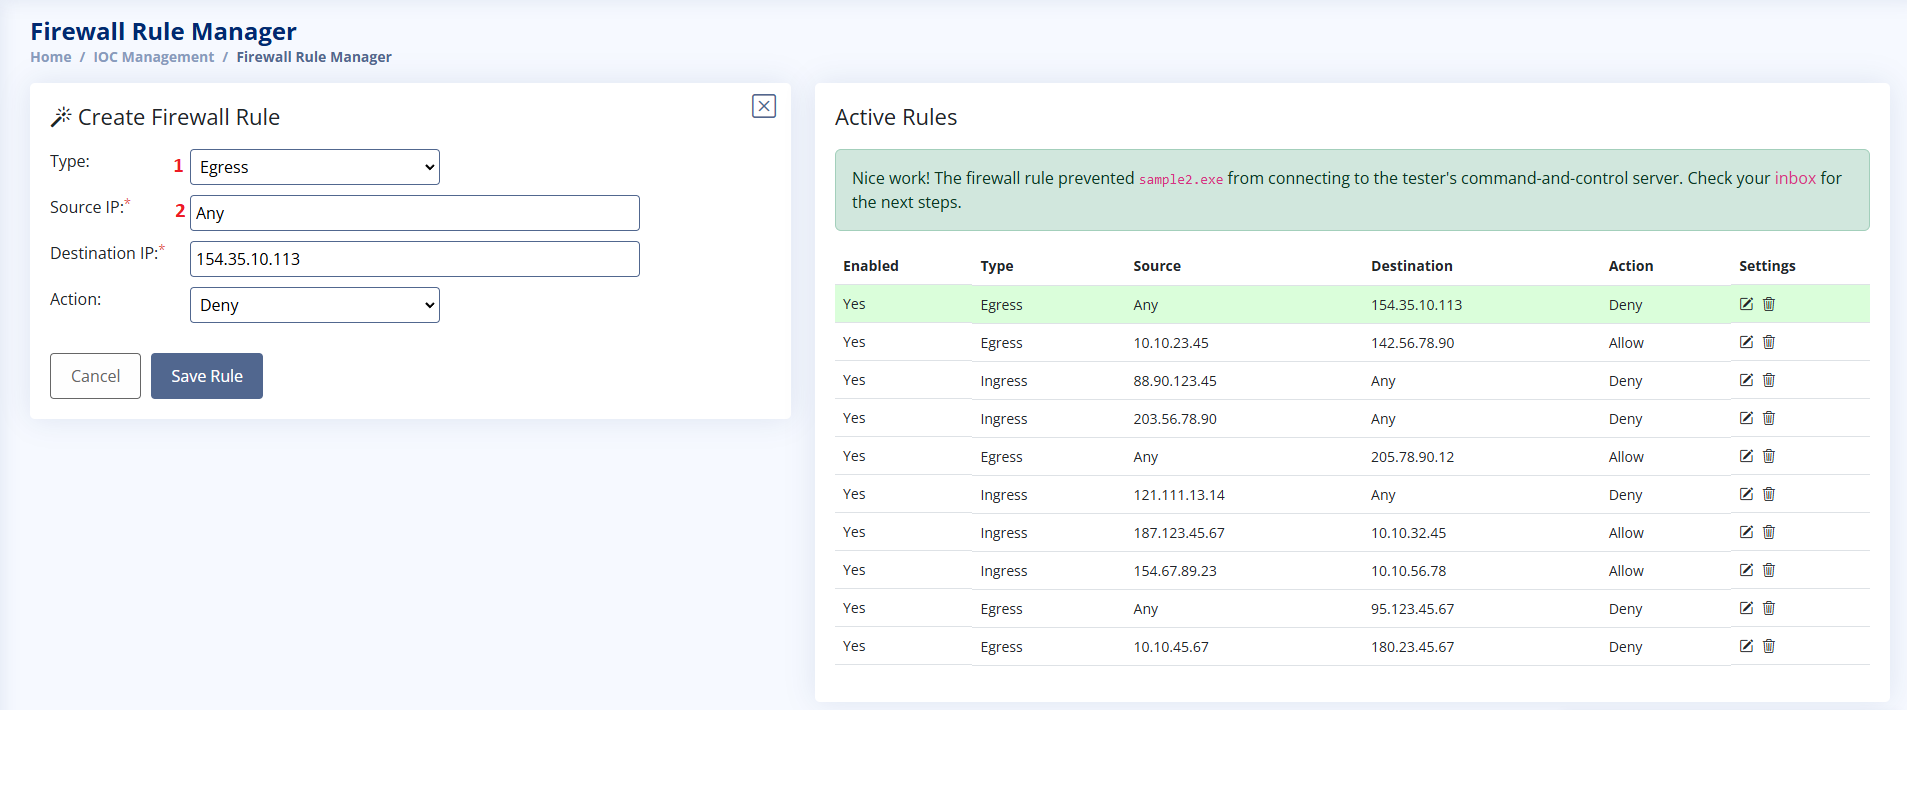 Firewall Rule Manager
Home / IOC Management / Firewall Rule Manager
Create Firewall Rule
Type: 1 Egress
Source IP:* 2 Any
Destination IP:* 154.35.10.113
Action: Deny
Cancel Save Rule
Active Rules
Nice work! The firewall rule prevented sample2.exe from connecting to the tester's command-and-control server. Check your inbox for
the next steps.
Enabled Type Source Destination Action Settings
Yes Egress Any 154.35.10.113 Deny
Yes Egress 10.10.23.45 142.56.78.90 Allow
Yes Ingress 88.90.123.45 Any Deny
Yes Ingress 203.56.78.90 Any Deny
Yes Egress Any 205.78.90.12 Allow
Yes Ingress 121.111.13.14 Any Deny
Yes Ingress 187.123.45.67 10.10.32.45 Allow
Yes Ingress 154.67.89.23 10.10.56.78 Allow
Yes Egress Any 95.123.45.67 Deny
Yes Egress 10.10.45.67 180.23.45.67 Deny